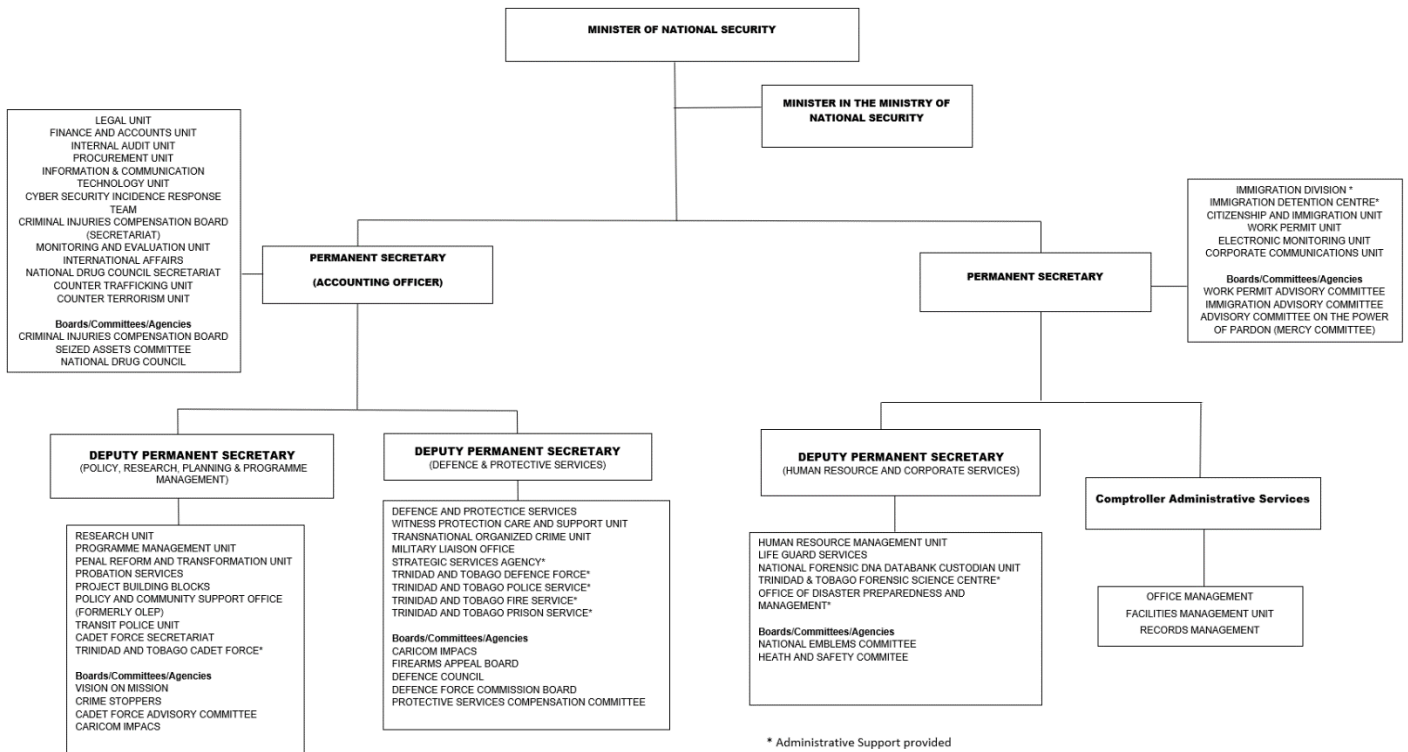 MINISTER OF NATIONAL SECURITY
MINISTER IN THE MINISTRY OF
NATIONAL SECURITY
LEGAL UNIT
FINANCE AND ACCOUNTS UNIT
INTERNAL AUDIT UNIT
PROCUREMENT UNIT
INFORMATION & COMMUNICATION
TECHNOLOGY UNIT
CYBER SECURITY INCIDENCE RESPONSE
TEAM
CRIMINAL INJURIES COMPENSATION BOARD
(SECRETARIAT)
MONITORING AND EVALUATION UNIT
INTERNATIONAL AFFAIRS
NATIONAL DRUG COUNCIL SECRETARIAT
COUNTER TRAFFICKING UNIT
COUNTER TERRORISM UNIT
Boards/Committees/Agencies
CRIMINAL INJURIES COMPENSATION BOARD
SEIZED ASSETS COMMITTEE
NATIONAL DRUG COUNCIL
PERMANENT SECRETARY
(ACCOUNTING OFFICER)
PERMANENT SECRETARY
IMMIGRATION DIVISION *
IMMIGRATION DETENTION CENTRE*
CITIZENSHIP AND IMMIGRATION UNIT
WORK PERMIT UNIT
ELECTRONIC MONITORING UNIT
CORPORATE COMMUNICATIONS UNIT
Boards/Committees/Agencies
WORK PERMIT ADVISORY COMMITTEE
IMMIGRATION ADVISORY COMMITTEE
ADVISORY COMMITTEE ON THE POWER
OF PARDON (MERCY COMMITTEE)
DEPUTY PERMANENT SECRETARY
(POLICY, RESEARCH, PLANNING & PROGRAMME
MANAGEMENT)
RESEARCH UNIT
PROGRAMME MANAGEMENT UNIT
PENAL REFORM AND TRANSFORMATION UNIT
PROBATION SERVICES
PROJECT BUILDING BLOCKS
POLICY AND COMMUNITY SUPPORT OFFICE
(FORMERLY OLEP)
TRANSIT POLICE UNIT
CADET FORCE SECRETARIAT
TRINIDAD AND TOBAGO CADET FORCE*
Boards/Committees/Agencies
VISION ON MISSION
CRIME STOPPERS
CADET FORCE ADVISORY COMMITTEE
CARICOM IMPACS
DEPUTY PERMANENT SECRETARY
(DEFENCE & PROTECTIVE SERVICES)
DEFENCE AND PROTECTICE SERVICES
WITNESS PROTECTION CARE AND SUPPORT UNIT
TRANSNATIONAL ORGANIZED CRIME UNIT
MILITARY LIAISON OFFICE
STRATEGIC SERVICES AGENCY*
TRNIDAD AND TOBAGO DEFENCE FORCE*
TRINIDAD AND TOBAGO POLICE SERVICE*
TRINIDAD AND TOBAGO FIRE SERVICE*
TRINIDAD AND TOBAGO PRISON SERVICE*
Boards/Committees/Agencies
CARICOM IMPACS
FIREARMS APPEAL BOARD
DEFENCE COUNCIL
DEFENCE FORCE COMMISSION BOARD
PROTECTIVE SERVICES COMPENSATION COMMITTEE
DEPUTY PERMANENT SECRETARY
(HUMAN RESOURCE AND CORPORATE SERVICES)
HUMAN RESOURCE MANAGEMENT UNIT
LIFE GUARD SERVICES
NATIONAL FORENSIC DNA DATABANK CUSTODIAN UNIT
TRINIDAD & TOBAGO FORENSIC SCIENCE CENTRE*
OFFICE OF DISASTER PREPAREDNESS AND
MANAGEMENT*
Boards/Committees/Agencies
NATIONAL EMBLEMS COMMITTEE
HEATH AND SAFETY COMMITEE
Comptroller Administrative Services
OFFICE MANAGEMENT
FACILITIES MANAGEMENT UNIT
RECORDS MANAGEMENT
* Administrative Support provided